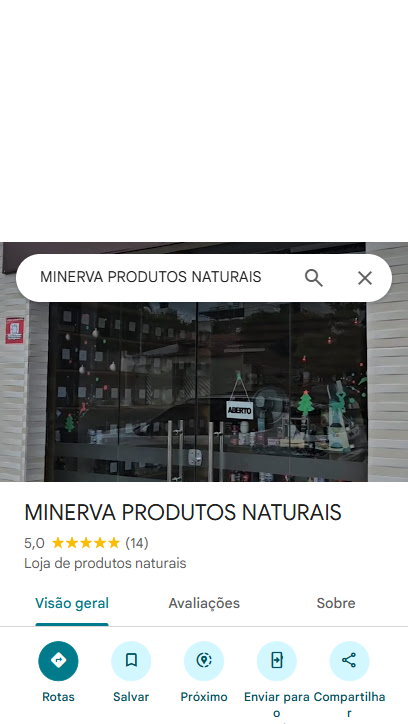 MINERVA PRODUTOS NATURAIS
ABERTO
MINERVA PRODUTOS NATURAIS
5,0 (14)
Loja de produtos naturais
Visão geral Avaliações Sobre
Rotas Salvar Próximo Enviar para o Compartilhar